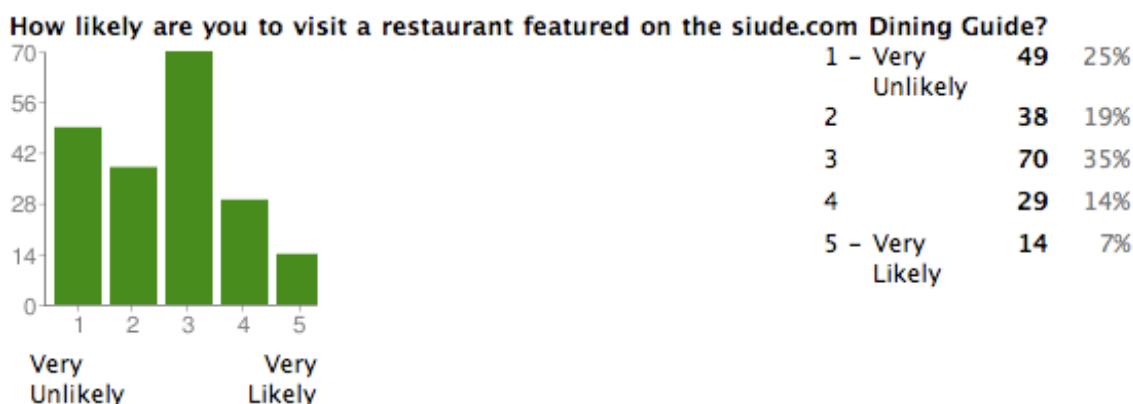 How likely are you to visit a restaurant featured on the siude.com Dining Guide?
70
56
42
28
14
0
1 2 3 4 5
Very Very
Unlikely Likely
1 – Very 49 25%
Unlikely
2 38 19%
3 70 35%
4 29 14%
5 – Very 14 7%
Likely